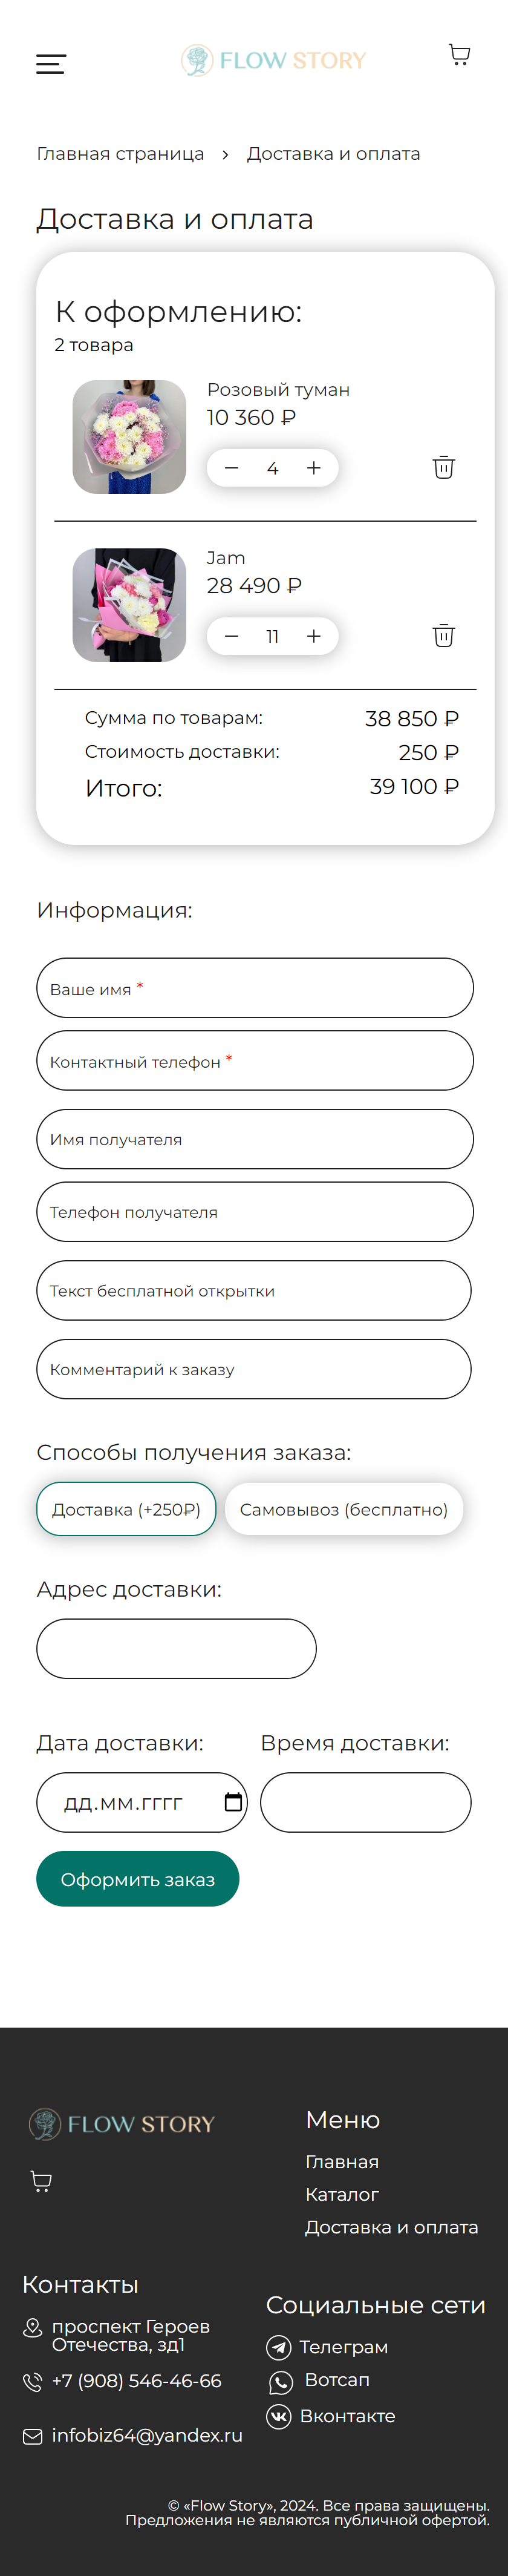 FLOW STORY
Главная страница > Доставка и оплата
Доставка и оплата
К оформлению:
2 товара
Розовый туман
10 360 ₽
− 4 +
Jam
28 490 ₽
− 11 +
Сумма по товарам: 38 850 ₽
Стоимость доставки: 250 ₽
Итого: 39 100 ₽
Информация:
Ваше имя *
Контактный телефон *
Имя получателя
Телефон получателя
Текст бесплатной открытки
Комментарий к заказу
Способы получения заказа:
Доставка (+250₽) Самовывоз (бесплатно)
Адрес доставки:
Дата доставки: Время доставки:
дд.мм.гггг
Оформить заказ
FLOW STORY
Меню
Главная
Каталог
Доставка и оплата
Контакты
проспект Героев
Отечества, зд1
+7 (908) 546-46-66
infobiz64@yandex.ru
Социальные сети
Телеграм
Вотсап
Вконтакте
© «Flow Story», 2024. Все права защищены.
Предложения не являются публичной офертой.